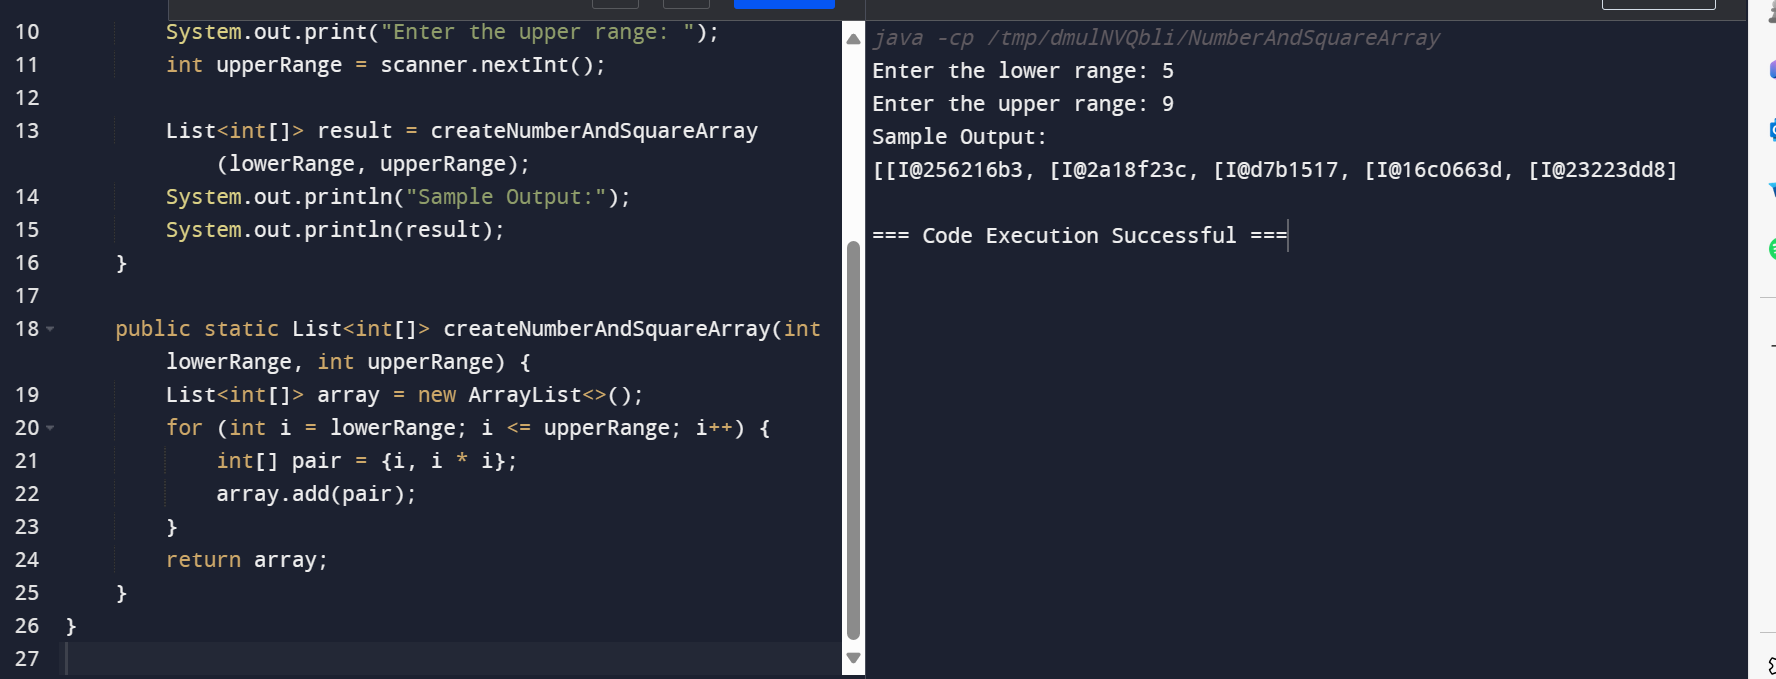 10 System.out.print("Enter the upper range: ");
11 int upperRange = scanner.nextInt();
12
13 List<int[]> result = createNumberAndSquareArray
(lowerRange, upperRange);
14 System.out.println("Sample Output:");
15 System.out.println(result);
16 }
17
18 public static List<int[]> createNumberAndSquareArray(int
lowerRange, int upperRange) {
19 List<int[]> array = new ArrayList<>();
20 for (int i = lowerRange; i <= upperRange; i++) {
21 int[] pair = {i, i * i};
22 array.add(pair);
23 }
24 return array;
25 }
26 }
27
java -cp /tmp/dmulNVQbli/NumberAndSquareArray
Enter the lower range: 5
Enter the upper range: 9
Sample Output:
[[I@256216b3, [I@2a18f23c, [I@d7b1517, [I@16c0663d, [I@23223dd8]
=== Code Execution Successful ===